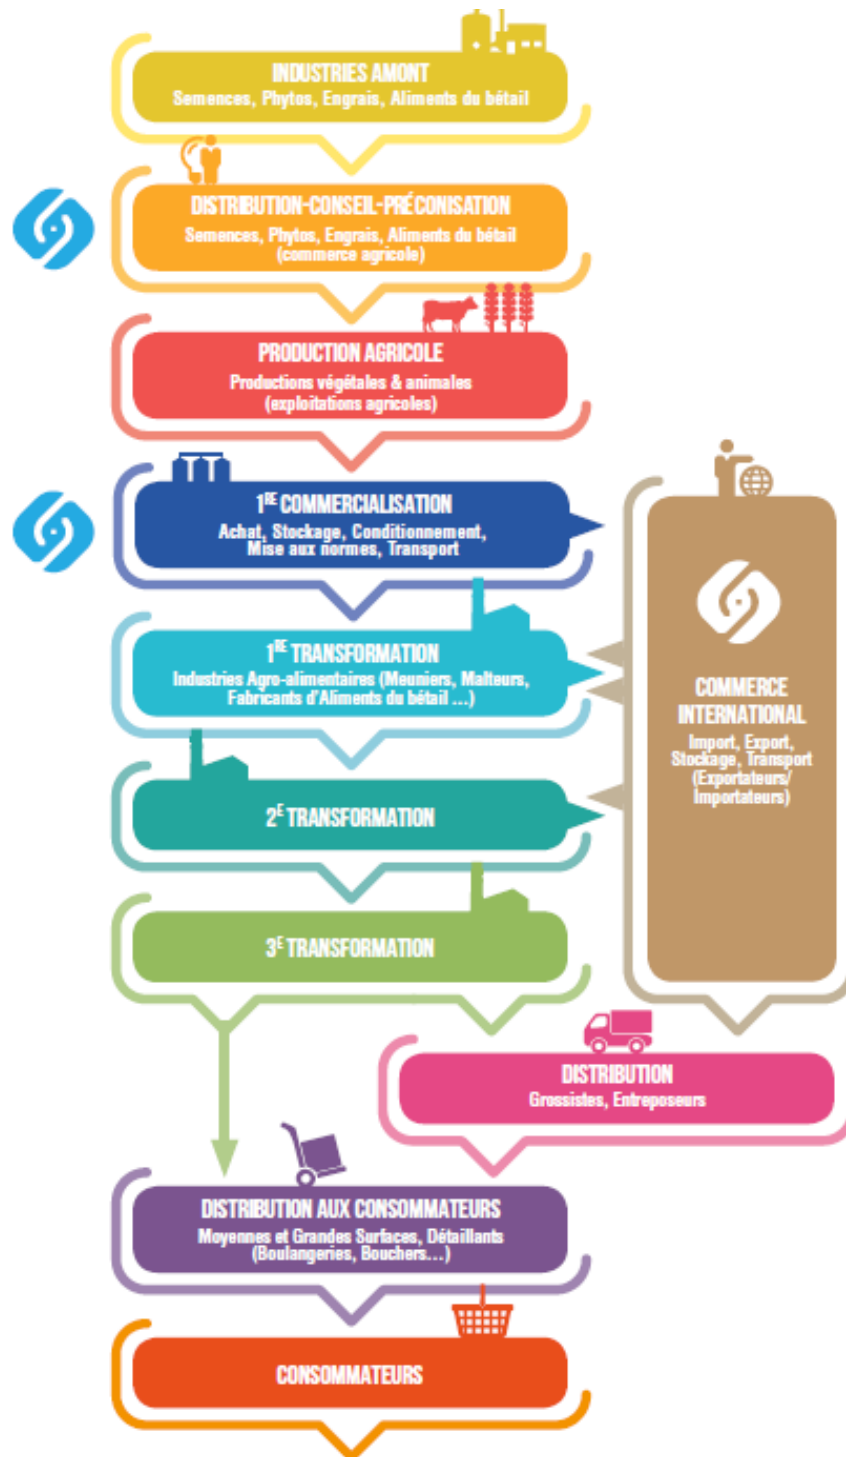 INDUSTRIES AMONT
Semences, Phytos, Engrais, Aliments du bétail
DISTRIBUTION-CONSEIL-PRÉCONISATION
Semences, Phytos, Engrais, Aliments du bétail
(commerce agricole)
PRODUCTION AGRICOLE
Productions végétales & animales
(exploitations agricoles)
1RE COMMERCIALISATION
Achat, Stockage, Conditionnement,
Mise aux normes, Transport
1RE TRANSFORMATION
Industries Agro-alimentaires (Meuniers, Malteurs,
Fabricants d'Aliments du bétail ...)
2E TRANSFORMATION
3E TRANSFORMATION
COMMERCE
INTERNATIONAL
Import, Export,
Stockage, Transport
(Exportateurs/
Importateurs)
DISTRIBUTION
Grossistes, Entreposeurs
DISTRIBUTION AUX CONSOMMATEURS
Moyennes et Grandes Surfaces, Détaillants
(Boulangeries, Bouchers...)
CONSOMMATEURS